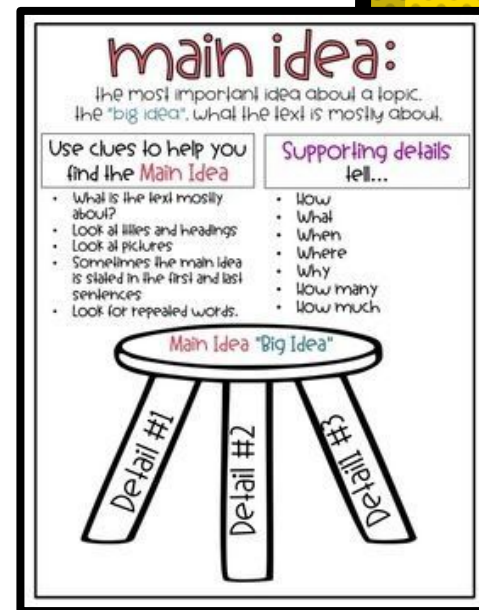 main idea:
the most important idea about a topic.
the "big idea", what the text is mostly about.
Use clues to help you
find the Main Idea
• What is the text mostly
about?
• Look at titles and headings
• Look at pictures
• Sometimes the main idea
is stated in the first and last
sentences
• Look for repeated words.
Supporting details
tell...
• How
• What
• When
• Where
• Why
• How many
• How much
Main Idea "Big Idea"
Detail #1
Detail #2
Detail #3